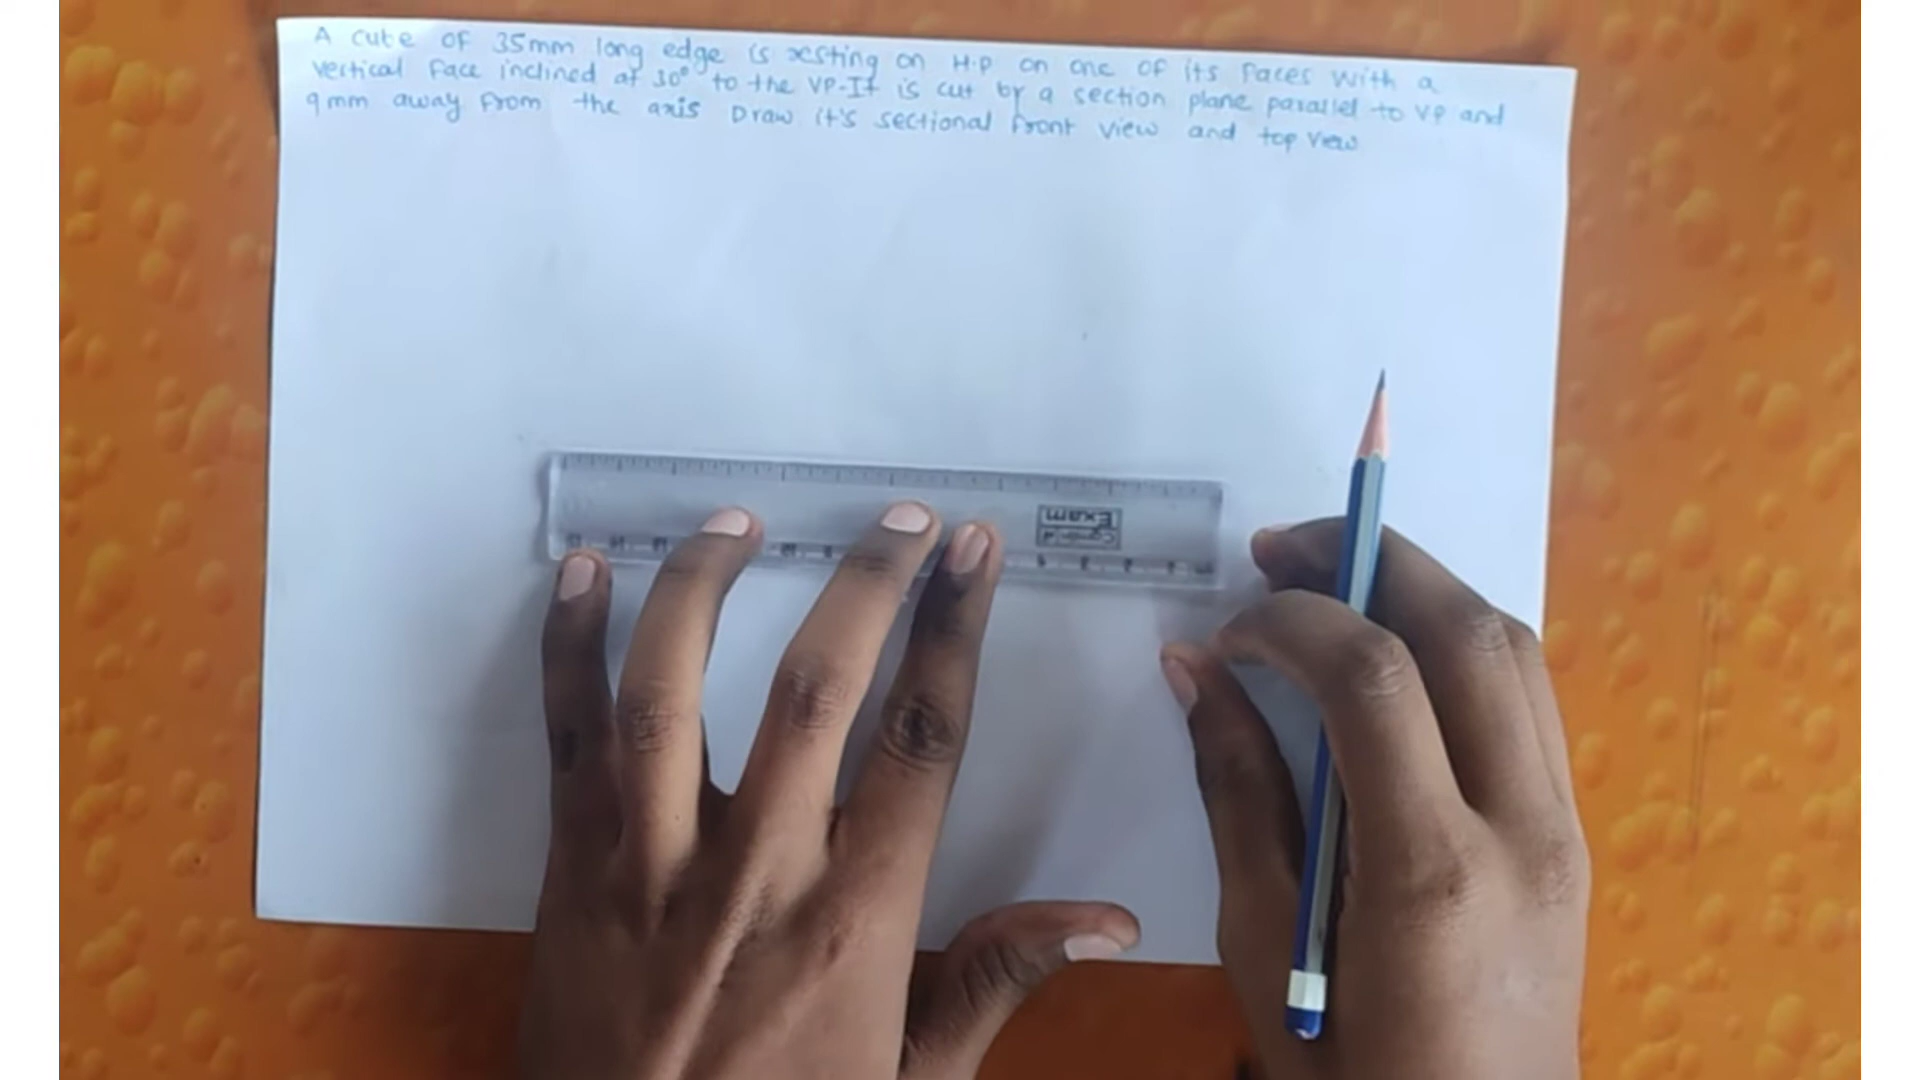 A cube of 35mm long edge is resting on H.P on one of its faces with a
vertical face inclined at 30° to the VP. It is cut by a section plane parallel to VP and
9mm away from the axis Draw it's sectional front view and top view
Exam